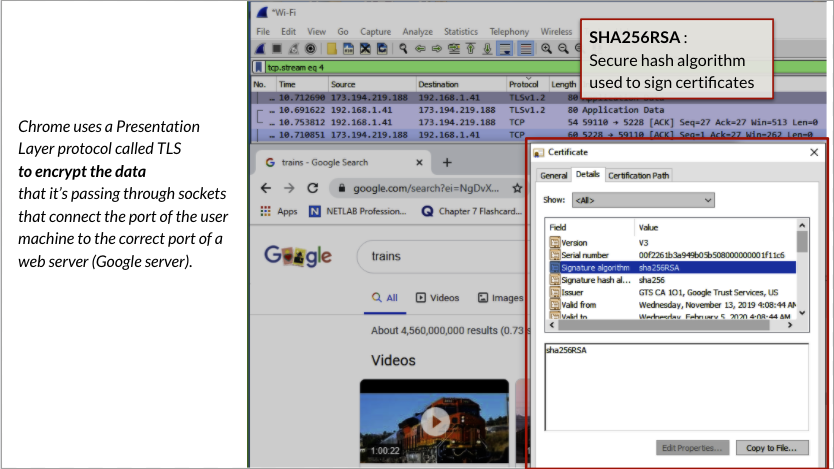 Chrome uses a Presentation
Layer protocol called TLS
to encrypt the data
that it's passing through sockets
that connect the port of the user
machine to the correct port of a
web server (Google server).
*Wi-Fi
File Edit View Go Capture Analyze Statistics Telephony Wireless
SHA256RSA :
Secure hash algorithm
used to sign certificates
tcp.stream eq 4
No. Time Source Destination Protocol Length
... 10.712690 173.194.219.188 192.168.1.41 TLSv1.2 80 Application Data
... 10.691622 192.168.1.41 173.194.219.188 TLSv1.2 80 Application Data
... 10.753812 192.168.1.41 173.194.219.188 TCP 54 59110 → 5228 [ACK] Seq=27 Ack=27 Win=513 Len=0
... 10.710851 173.194.219.188 192.168.1.41 TCP 60 5228 → 59110 [ACK] Seq=1 Ack=27 Win=262 Len=0
trains - Google Search
google.com/search?ei=NgDvX...
Apps NETLAB Profession... Chapter 7 Flashcard...
Google
trains
All Videos Images
About 4,560,000,000 results (0.73 s
Videos
1:00:22
Certificate
General Details Certification Path
Show: <All>
Field Value
Version V3
Serial number 00f2261b3a949b05b50800000001f11c6
Signature algorithm sha256RSA
Signature hash al... sha256
Issuer GTS CA 1O1, Google Trust Services, US
Valid from Wednesday, November 13, 2019 4:08:44 AM
Valid to Wednesday, February 5, 2020 4:08:44 AM
sha256RSA
Edit Properties... Copy to File...